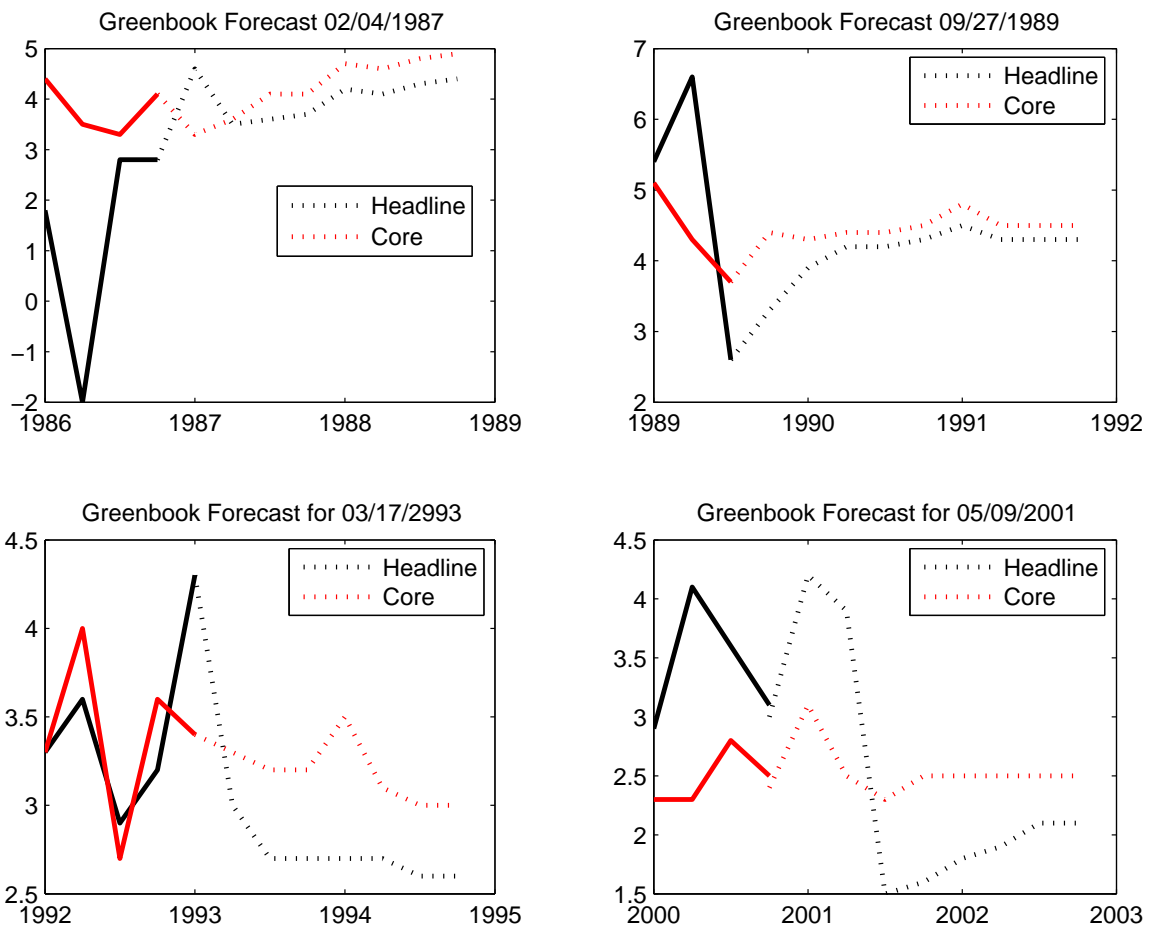 Greenbook Forecast 02/04/1987
5
4
3
2
1
0
−1
−2
1986 1987 1988 1989
Headline
Core
Greenbook Forecast 09/27/1989
7
6
5
4
3
2
1989 1990 1991 1992
Headline
Core
Greenbook Forecast for 03/17/2993
4.5
4
3.5
3
2.5
1992 1993 1994 1995
Headline
Core
Greenbook Forecast for 05/09/2001
4.5
4
3.5
3
2.5
2
1.5
2000 2001 2002 2003
Headline
Core